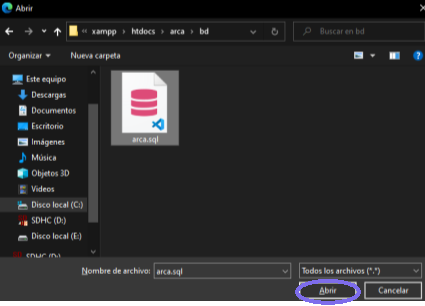 Abrir
« xampp › htdocs › arca › bd
Buscar en bd
Organizar
Nueva carpeta
Este equipo
Descargas
Documentos
Escritorio
Imágenes
Música
Objetos 3D
Videos
Disco local (C:)
SDHC (D:)
Disco local (E:)
SDHC (D:)
arca.sql
Nombre de archivo: arca.sql
Todos los archivos (*.*)
Abrir
Cancelar